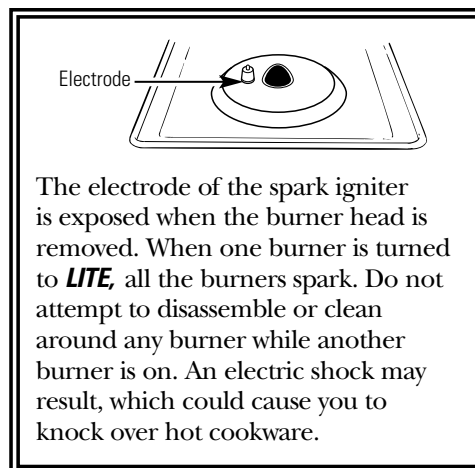 Electrode
The electrode of the spark igniter
is exposed when the burner head is
removed. When one burner is turned
to LITE, all the burners spark. Do not
attempt to disassemble or clean
around any burner while another
burner is on. An electric shock may
result, which could cause you to
knock over hot cookware.